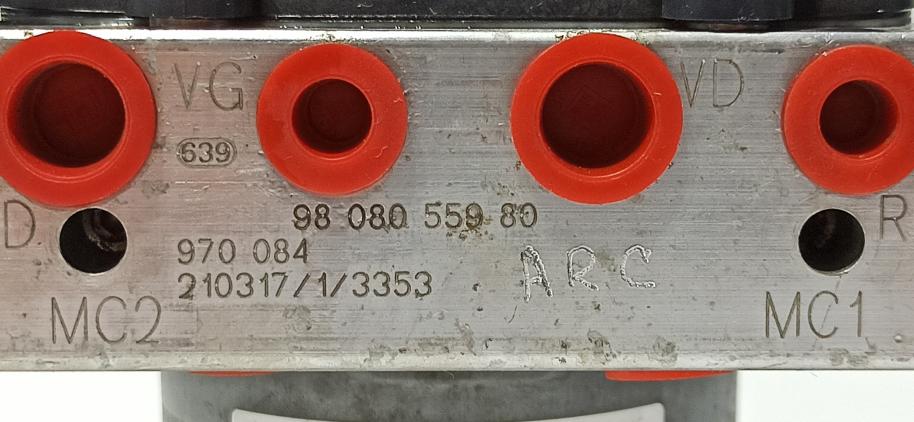 VG
VD
639
D
98 080 559 80
R
970 084
ARC
210317/1/3353
MC2
MC1